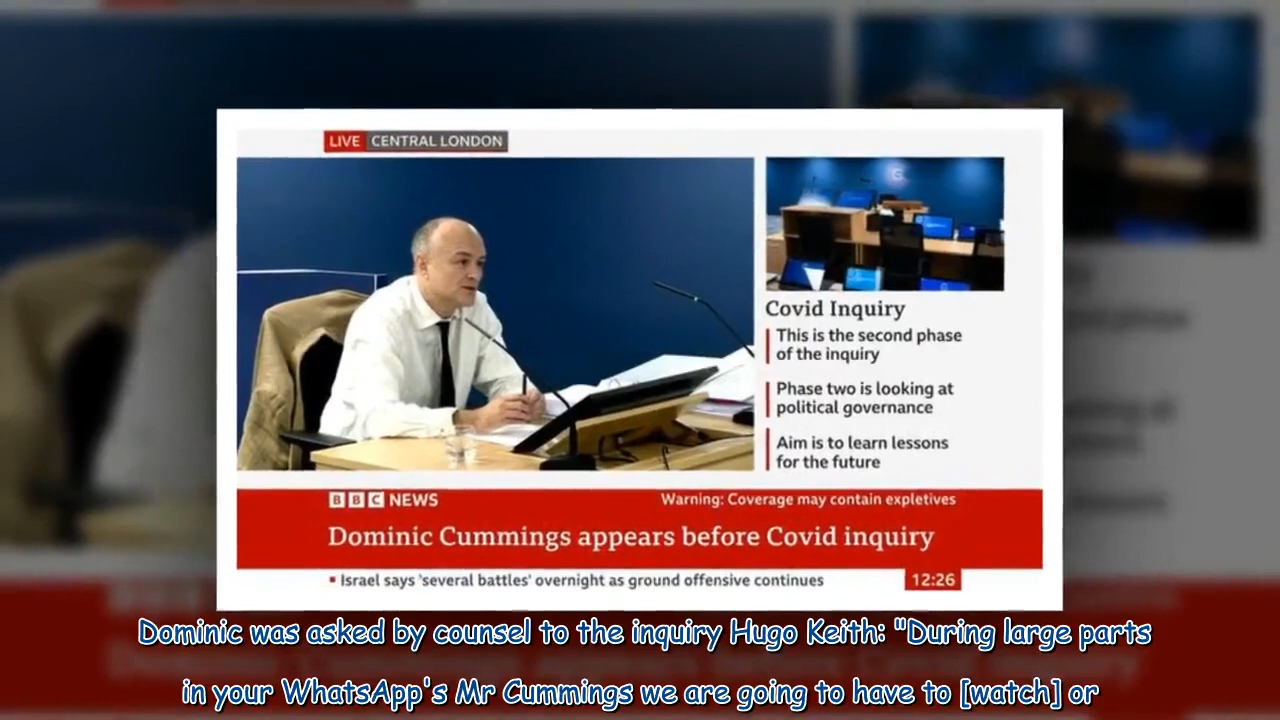 LIVE CENTRAL LONDON
Covid Inquiry
This is the second phase
of the inquiry
Phase two is looking at
political governance
Aim is to learn lessons
for the future
BBC NEWS
Warning: Coverage may contain expletives
Dominic Cummings appears before Covid inquiry
Israel says 'several battles' overnight as ground offensive continues
12:26
Dominic was asked by counsel to the inquiry Hugo Keith: "During large parts
in your WhatsApp's Mr Cummings we are going to have to [watch] or